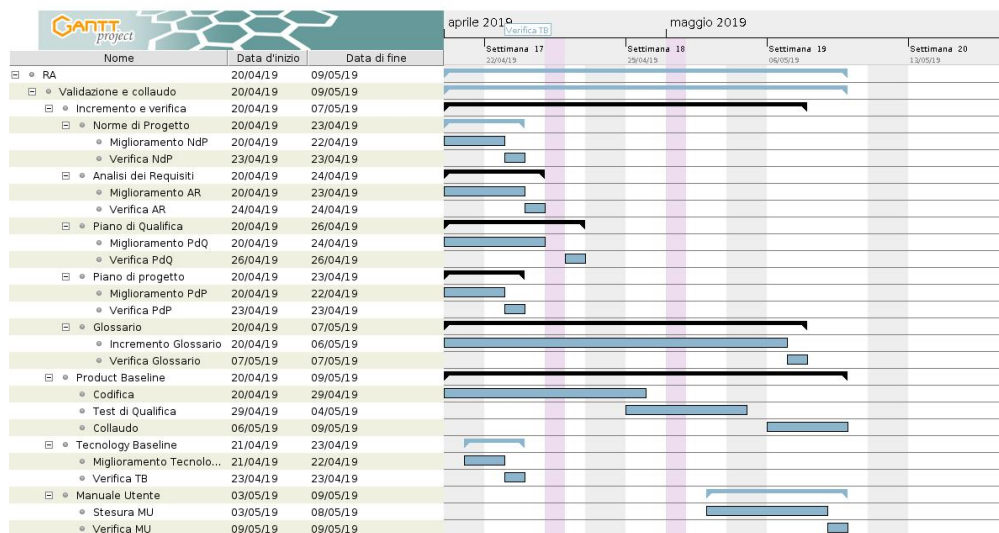 GANTT
project
aprile 2019
maggio 2019
Verifica TB
Settimana 17
22/04/19
Settimana 18
29/04/19
Settimana 19
06/05/19
Settimana 20
13/05/19
Nome Data d'inizio Data di fine
RA 20/04/19 09/05/19
Validazione e collaudo 20/04/19 09/05/19
Incremento e verifica 20/04/19 07/05/19
Norme di Progetto 20/04/19 23/04/19
Miglioramento NdP 20/04/19 22/04/19
Verifica NdP 23/04/19 23/04/19
Analisi dei Requisiti 20/04/19 24/04/19
Miglioramento AR 20/04/19 23/04/19
Verifica AR 24/04/19 24/04/19
Piano di Qualifica 20/04/19 26/04/19
Miglioramento PdQ 20/04/19 24/04/19
Verifica PdQ 26/04/19 26/04/19
Piano di progetto 20/04/19 23/04/19
Miglioramento PdP 20/04/19 22/04/19
Verifica PdP 23/04/19 23/04/19
Glossario 20/04/19 07/05/19
Incremento Glossario 20/04/19 06/05/19
Verifica Glossario 07/05/19 07/05/19
Product Baseline 20/04/19 09/05/19
Codifica 20/04/19 29/04/19
Test di Qualifica 29/04/19 04/05/19
Collaudo 06/05/19 09/05/19
Tecnology Baseline 21/04/19 23/04/19
Miglioramento Tecnolo... 21/04/19 22/04/19
Verifica TB 23/04/19 23/04/19
Manuale Utente 03/05/19 09/05/19
Stesura MU 03/05/19 08/05/19
Verifica MU 09/05/19 09/05/19